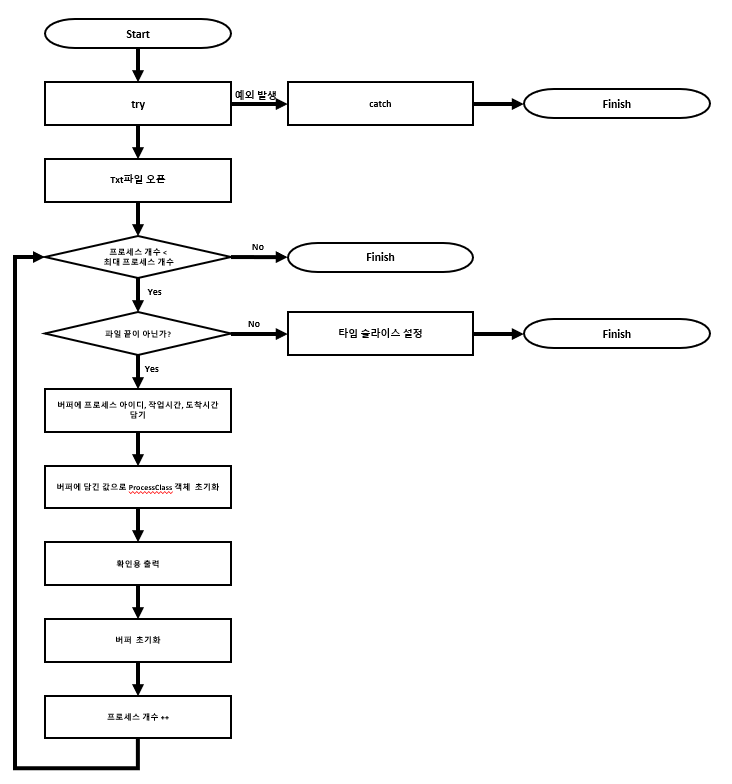 Start
try
예외 발생
catch
Finish
Txt파일 오픈
프로세스 개수 <
최대 프로세스 개수
No
Finish
Yes
파일 끝이 아닌가?
No
타임 슬라이스 설정
Finish
Yes
버퍼에 프로세스 아이디, 작업시간, 도착시간
담기
버퍼에 담긴 값으로 ProcessClass 객체 초기화
확인용 출력
버퍼 초기화
프로세스 개수 ++